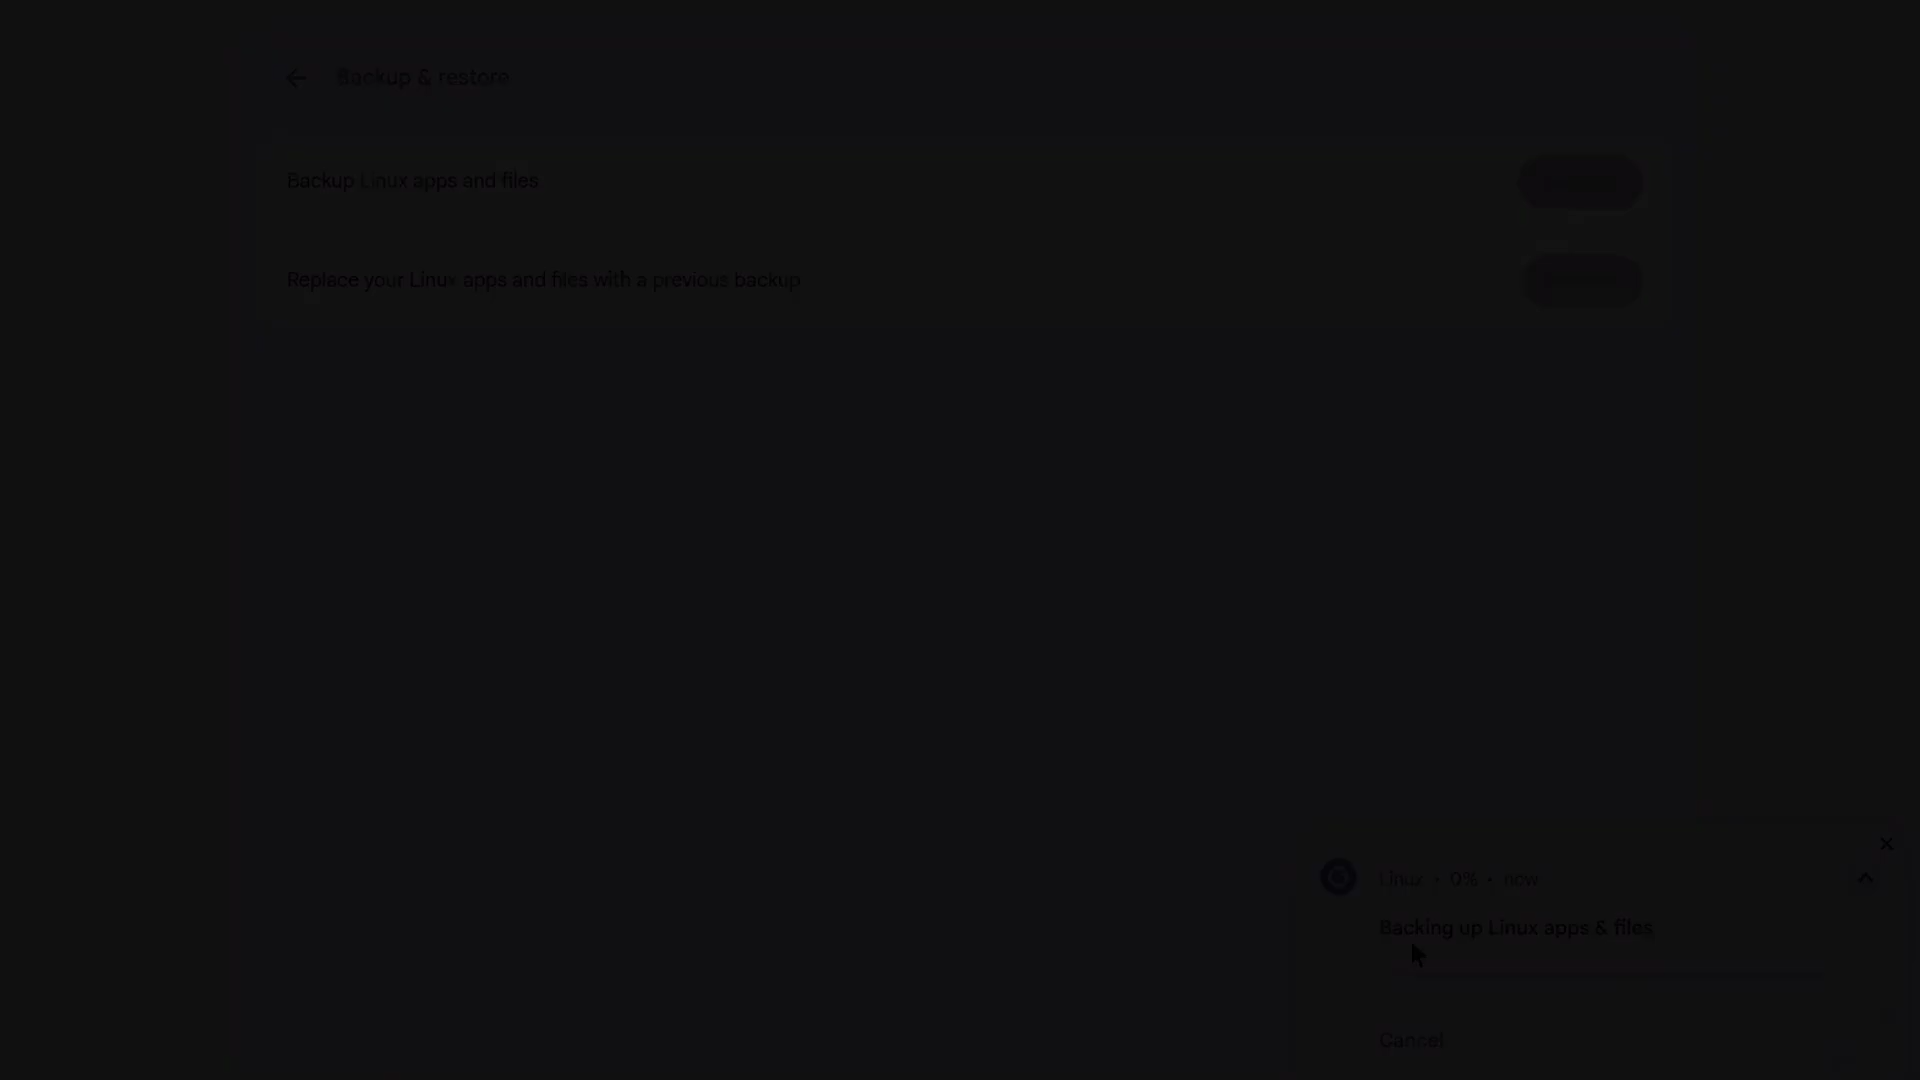 Backup & restore
Backup Linux apps and files
Replace your Linux apps and files with a previous backup
Linux • 0% • now
Backing up Linux apps & files
Cancel